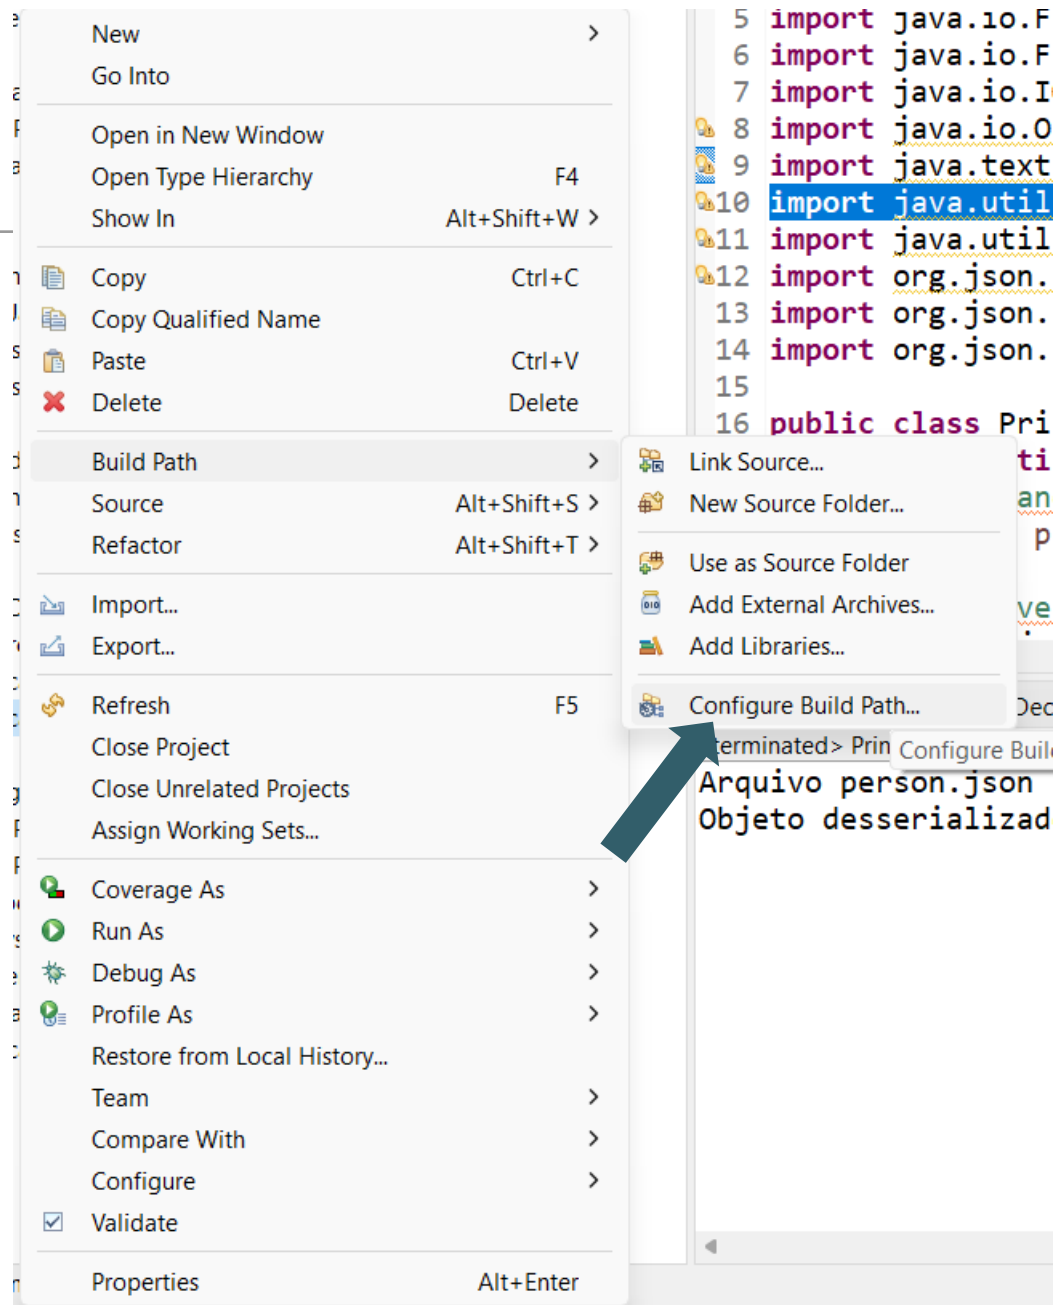 New
Go Into
Open in New Window
Open Type Hierarchy F4
Show In Alt+Shift+W
Copy Ctrl+C
Copy Qualified Name
Paste Ctrl+V
Delete Delete
Build Path
Source Alt+Shift+S
Refactor Alt+Shift+T
Import...
Export...
Refresh F5
Close Project
Close Unrelated Projects
Assign Working Sets...
Coverage As
Run As
Debug As
Profile As
Restore from Local History...
Team
Compare With
Configure
Validate
Properties Alt+Enter
Link Source...
New Source Folder...
Use as Source Folder
Add External Archives...
Add Libraries...
Configure Build Path...
5 import java.io.F
6 import java.io.F
7 import java.io.I
8 import java.io.O
9 import java.text
10 import java.util
11 import java.util
12 import org.json.
13 import org.json.
14 import org.json.
15
16 public class Pri
ti
an
p
ve
Dec
terminated> Prin
Configure Buil
Arquivo person.json
Objeto desserializad